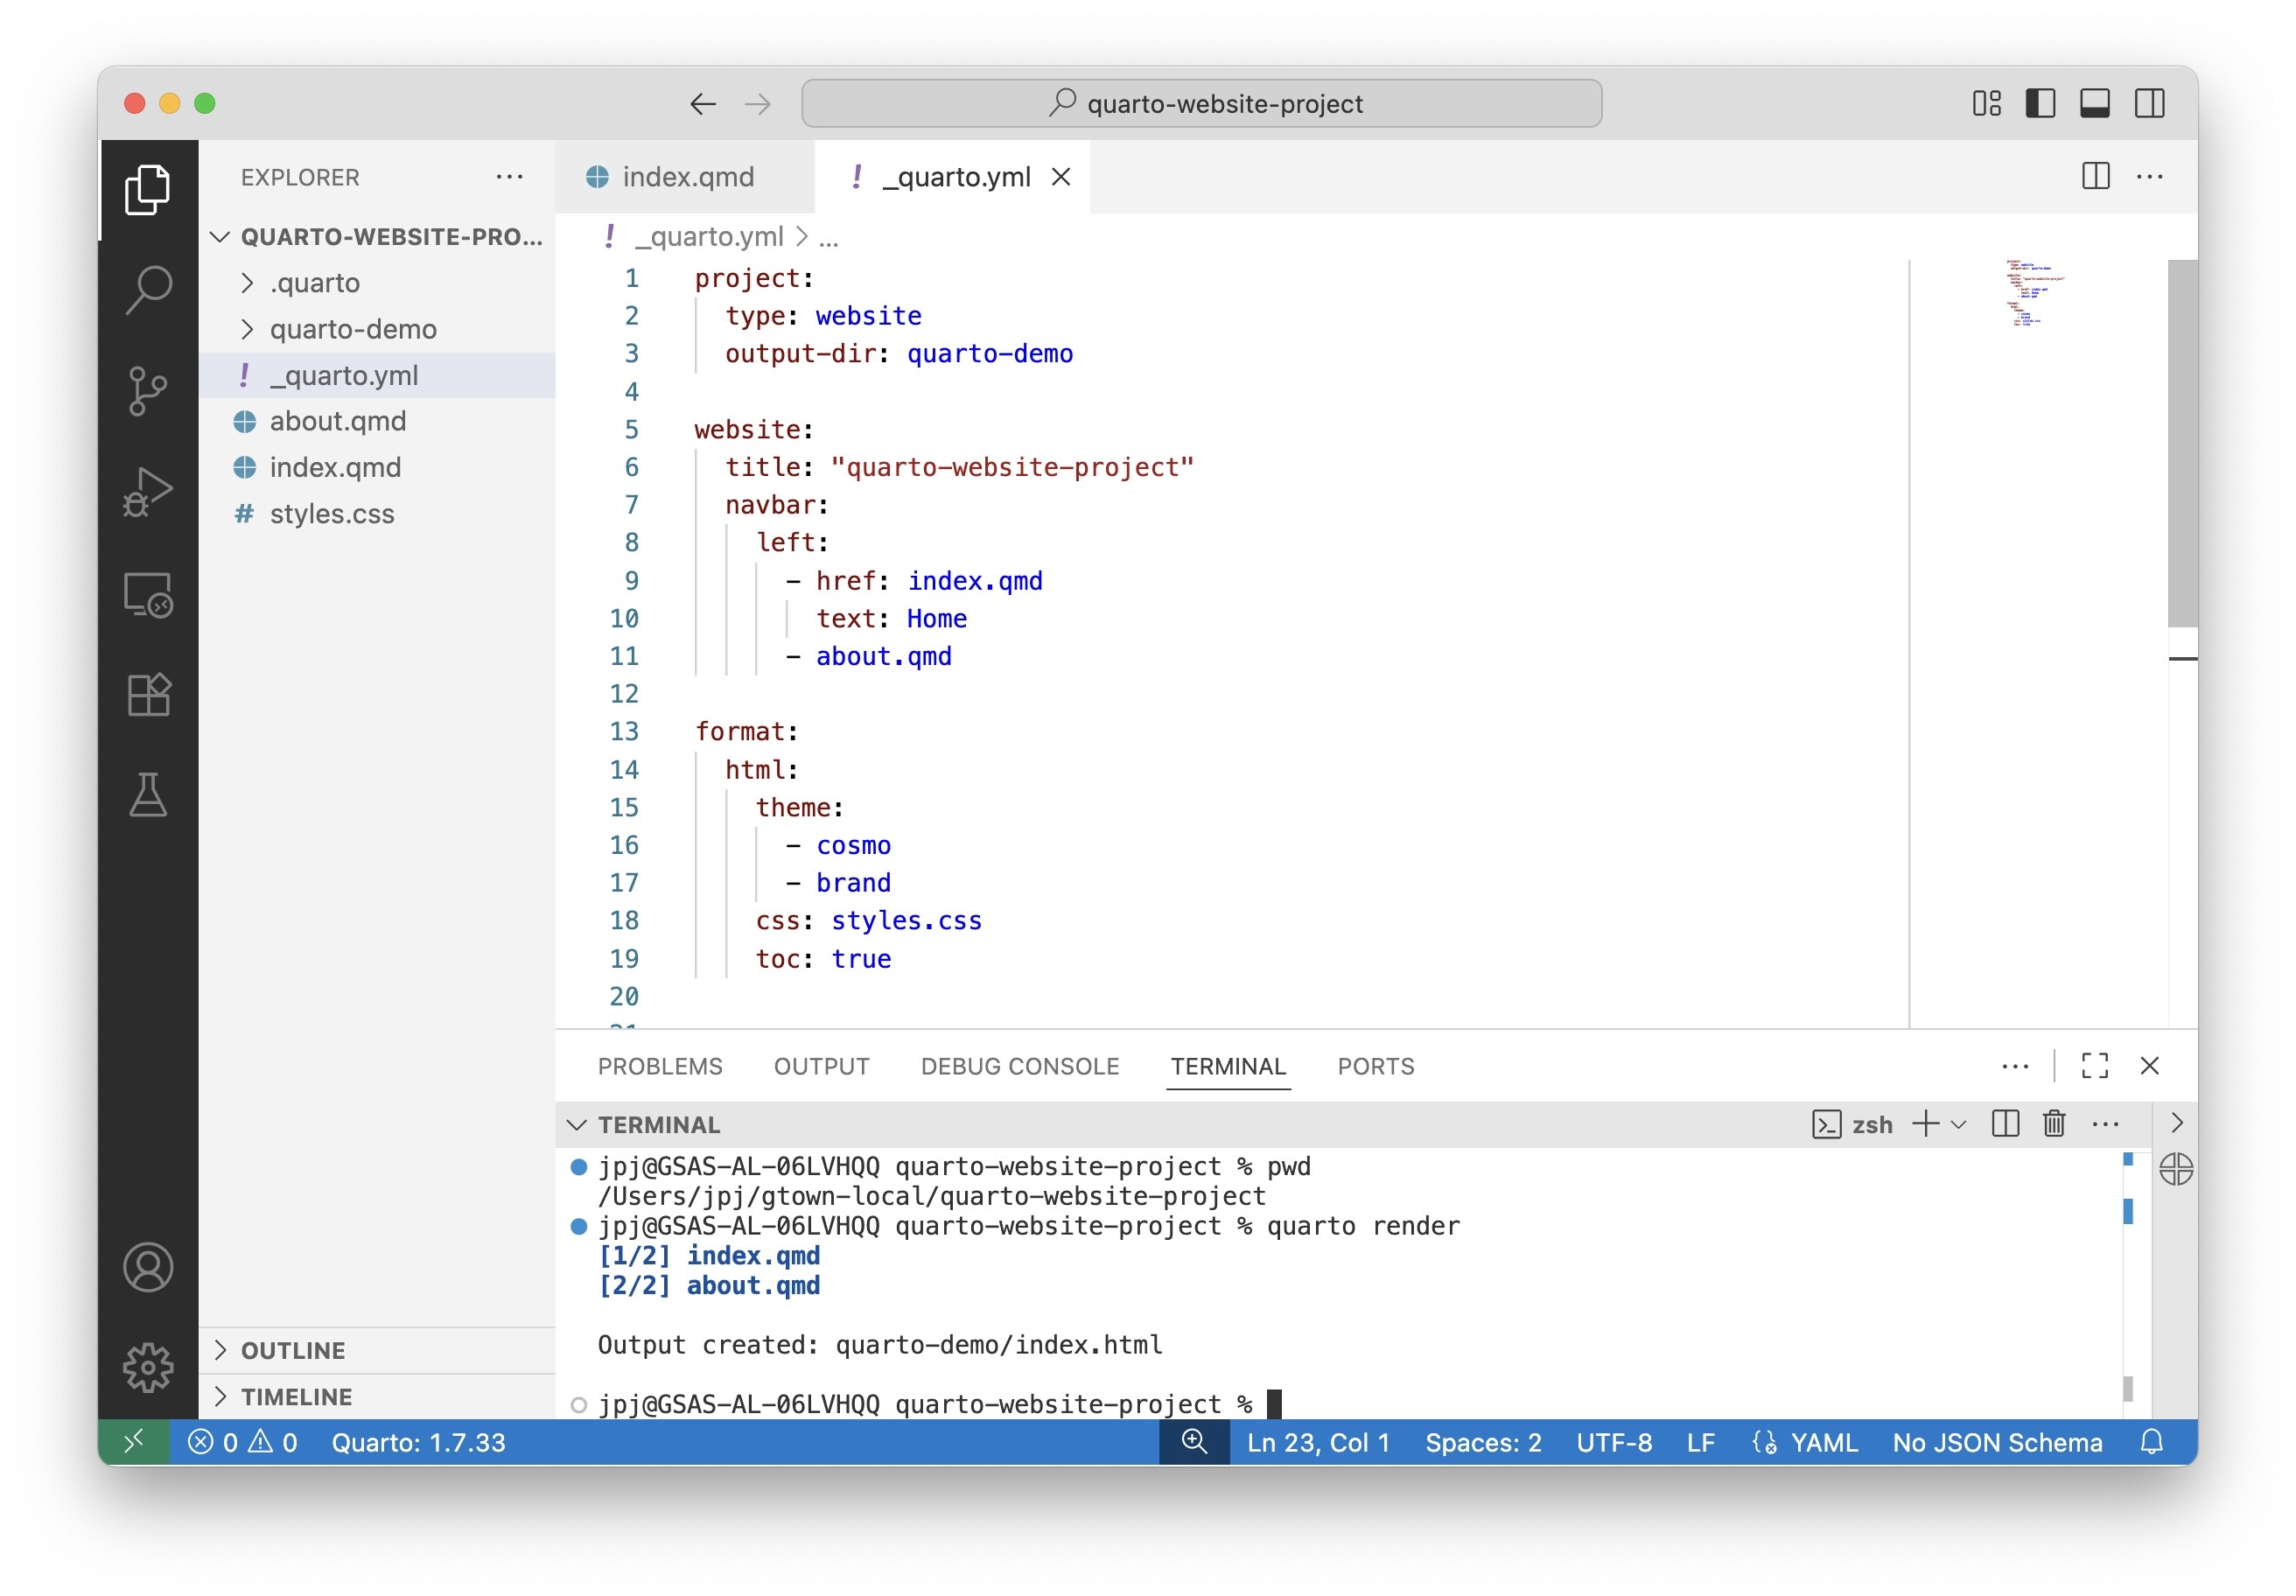 quarto-website-project
EXPLORER
QUARTO-WEBSITE-PRO...
.quarto
quarto-demo
! _quarto.yml
about.qmd
index.qmd
# styles.css
OUTLINE
TIMELINE
index.qmd
! _quarto.yml
! _quarto.yml > ...
1 project:
2 type: website
3 output-dir: quarto-demo
4
5 website:
6 title: "quarto-website-project"
7 navbar:
8 left:
9 - href: index.qmd
10 text: Home
11 - about.qmd
12
13 format:
14 html:
15 theme:
16 - cosmo
17 - brand
18 css: styles.css
19 toc: true
20
PROBLEMS OUTPUT DEBUG CONSOLE TERMINAL PORTS
TERMINAL
zsh
jpj@GSAS-AL-06LVHQQ quarto-website-project % pwd
/Users/jpj/gtown-local/quarto-website-project
jpj@GSAS-AL-06LVHQQ quarto-website-project % quarto render
[1/2] index.qmd
[2/2] about.qmd
Output created: quarto-demo/index.html
jpj@GSAS-AL-06LVHQQ quarto-website-project %
0 0 Quarto: 1.7.33 Ln 23, Col 1 Spaces: 2 UTF-8 LF YAML No JSON Schema